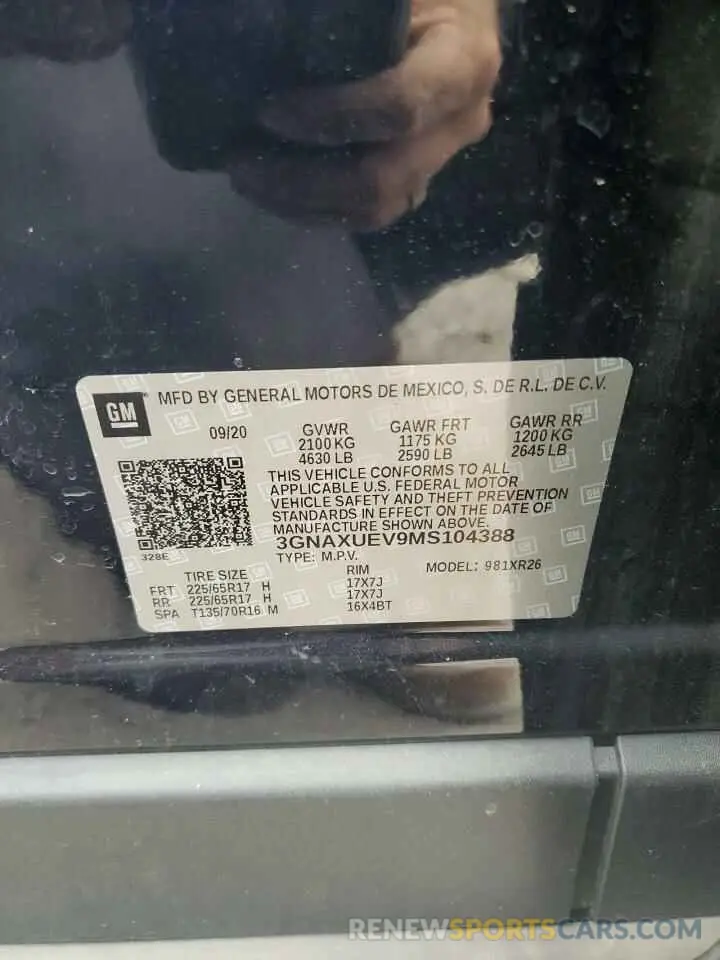 GM
MFD BY GENERAL MOTORS DE MEXICO, S. DE R.L. DE C.V.
09/20 GVWR GAWR FRT GAWR RR
2100 KG 1175 KG 1200 KG
4630 LB 2590 LB 2645 LB
THIS VEHICLE CONFORMS TO ALL
APPLICABLE U.S. FEDERAL MOTOR
VEHICLE SAFETY AND THEFT PREVENTION
STANDARDS IN EFFECT ON THE DATE OF
MANUFACTURE SHOWN ABOVE.
3GNAXUEV9MS104388
328E
TYPE: M.P.V. MODEL: 981XR26
TIRE SIZE RIM
FRT 225/65R17 H 17X7J
RR 225/65R17 H 17X7J
SPA T135/70R16 M 16X4BT
RENEWSPORTSCARS.COM